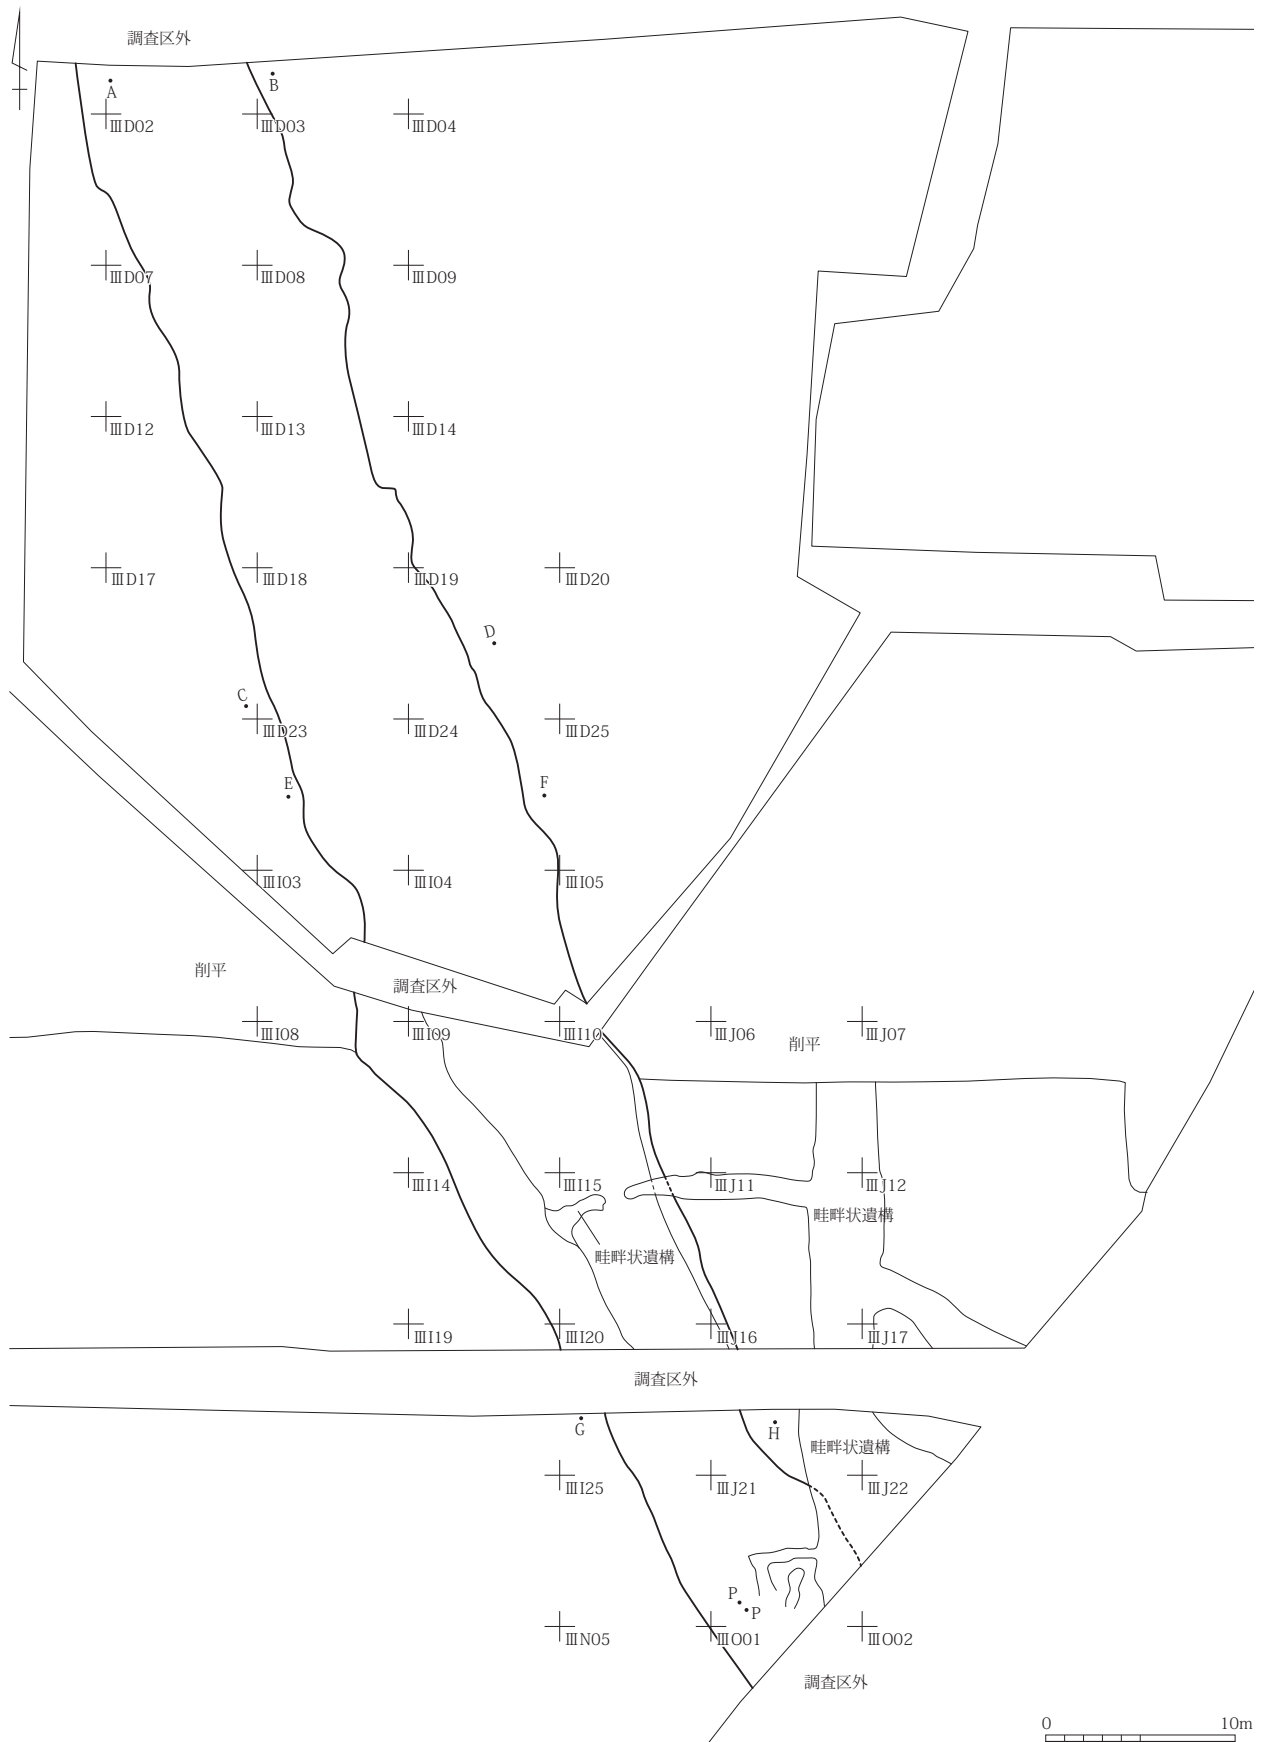 調査区外
A
B
ⅢD02
ⅢD03
ⅢD04
ⅢD07
ⅢD08
ⅢD09
ⅢD12
ⅢD13
ⅢD14
ⅢD17
ⅢD18
ⅢD19
ⅢD20
D
C
ⅢD23
ⅢD24
ⅢD25
E
F
ⅢI03
ⅢI04
ⅢI05
削平
調査区外
ⅢI08
ⅢI09
ⅢI10
ⅢJ06
ⅢJ07
削平
ⅢI14
ⅢI15
ⅢJ11
ⅢJ12
畦畔状遺構
畦畔状遺構
ⅢI19
ⅢI20
ⅢJ16
ⅢJ17
調査区外
G
H
畦畔状遺構
ⅢI25
ⅢJ21
ⅢJ22
P
P
ⅢN05
ⅢO01
ⅢO02
調査区外
0 10m